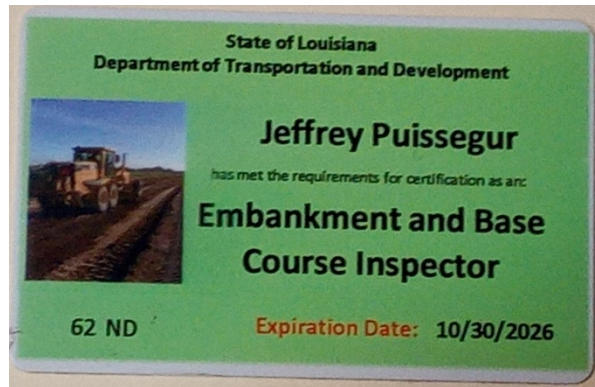 State of Louisiana
Department of Transportation and Development
Jeffrey Puissegur
has met the requirements for certification as an:
Embankment and Base
Course Inspector
62 ND
Expiration Date: 10/30/2026